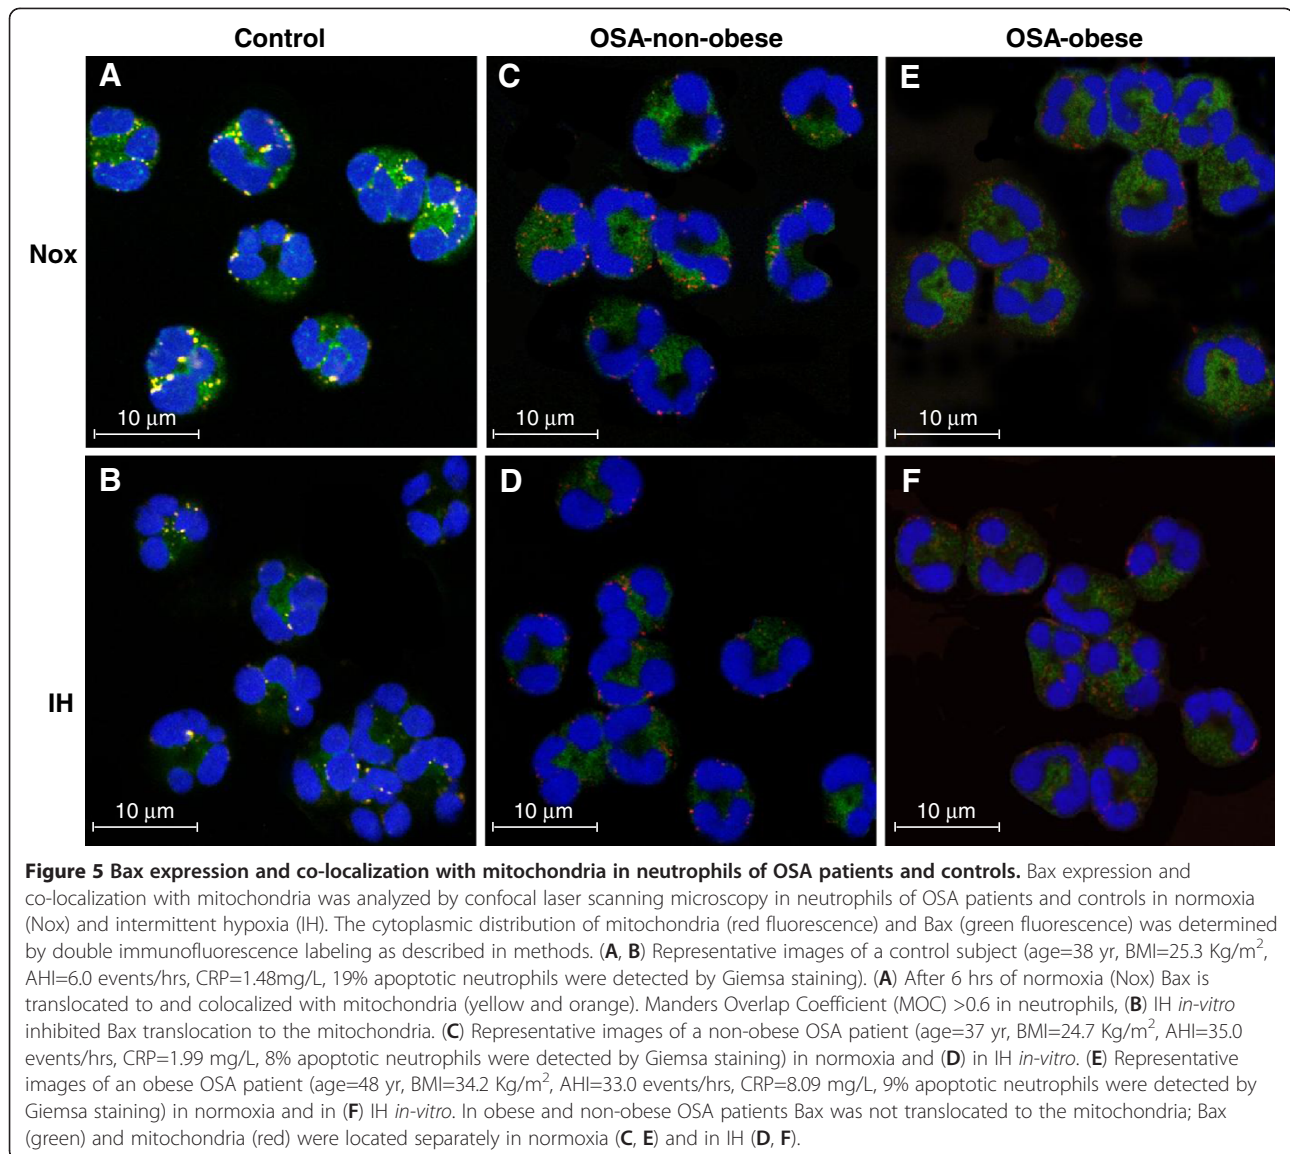 Control
OSA-non-obese
OSA-obese
A
C
E
Nox
10 µm
10 µm
10 µm
B
D
F
IH
10 µm
10 µm
10 µm
Figure 5 Bax expression and co-localization with mitochondria in neutrophils of OSA patients and controls. Bax expression and
co-localization with mitochondria was analyzed by confocal laser scanning microscopy in neutrophils of OSA patients and controls in normoxia
(Nox) and intermittent hypoxia (IH). The cytoplasmic distribution of mitochondria (red fluorescence) and Bax (green fluorescence) was determined
by double immunofluorescence labeling as described in methods. (A, B) Representative images of a control subject (age=38 yr, BMI=25.3 Kg/m²,
AHI=6.0 events/hrs, CRP=1.48mg/L, 19% apoptotic neutrophils were detected by Giemsa staining). (A) After 6 hrs of normoxia (Nox) Bax is
translocated to and colocalized with mitochondria (yellow and orange). Manders Overlap Coefficient (MOC) >0.6 in neutrophils, (B) IH in-vitro
inhibited Bax translocation to the mitochondria. (C) Representative images of a non-obese OSA patient (age=37 yr, BMI=24.7 Kg/m², AHI=35.0
events/hrs, CRP=1.99 mg/L, 8% apoptotic neutrophils were detected by Giemsa staining) in normoxia and (D) in IH in-vitro. (E) Representative
images of an obese OSA patient (age=48 yr, BMI=34.2 Kg/m², AHI=33.0 events/hrs, CRP=8.09 mg/L, 9% apoptotic neutrophils were detected by
Giemsa staining) in normoxia and in (F) IH in-vitro. In obese and non-obese OSA patients Bax was not translocated to the mitochondria; Bax
(green) and mitochondria (red) were located separately in normoxia (C, E) and in IH (D, F).